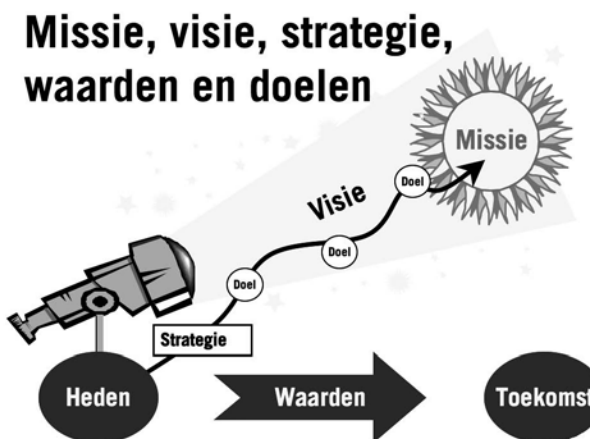 Missie, visie, strategie,
waarden en doelen
Missie
Doel
Visie
Doel
Doel
Strategie
Heden
Waarden
Toekomst